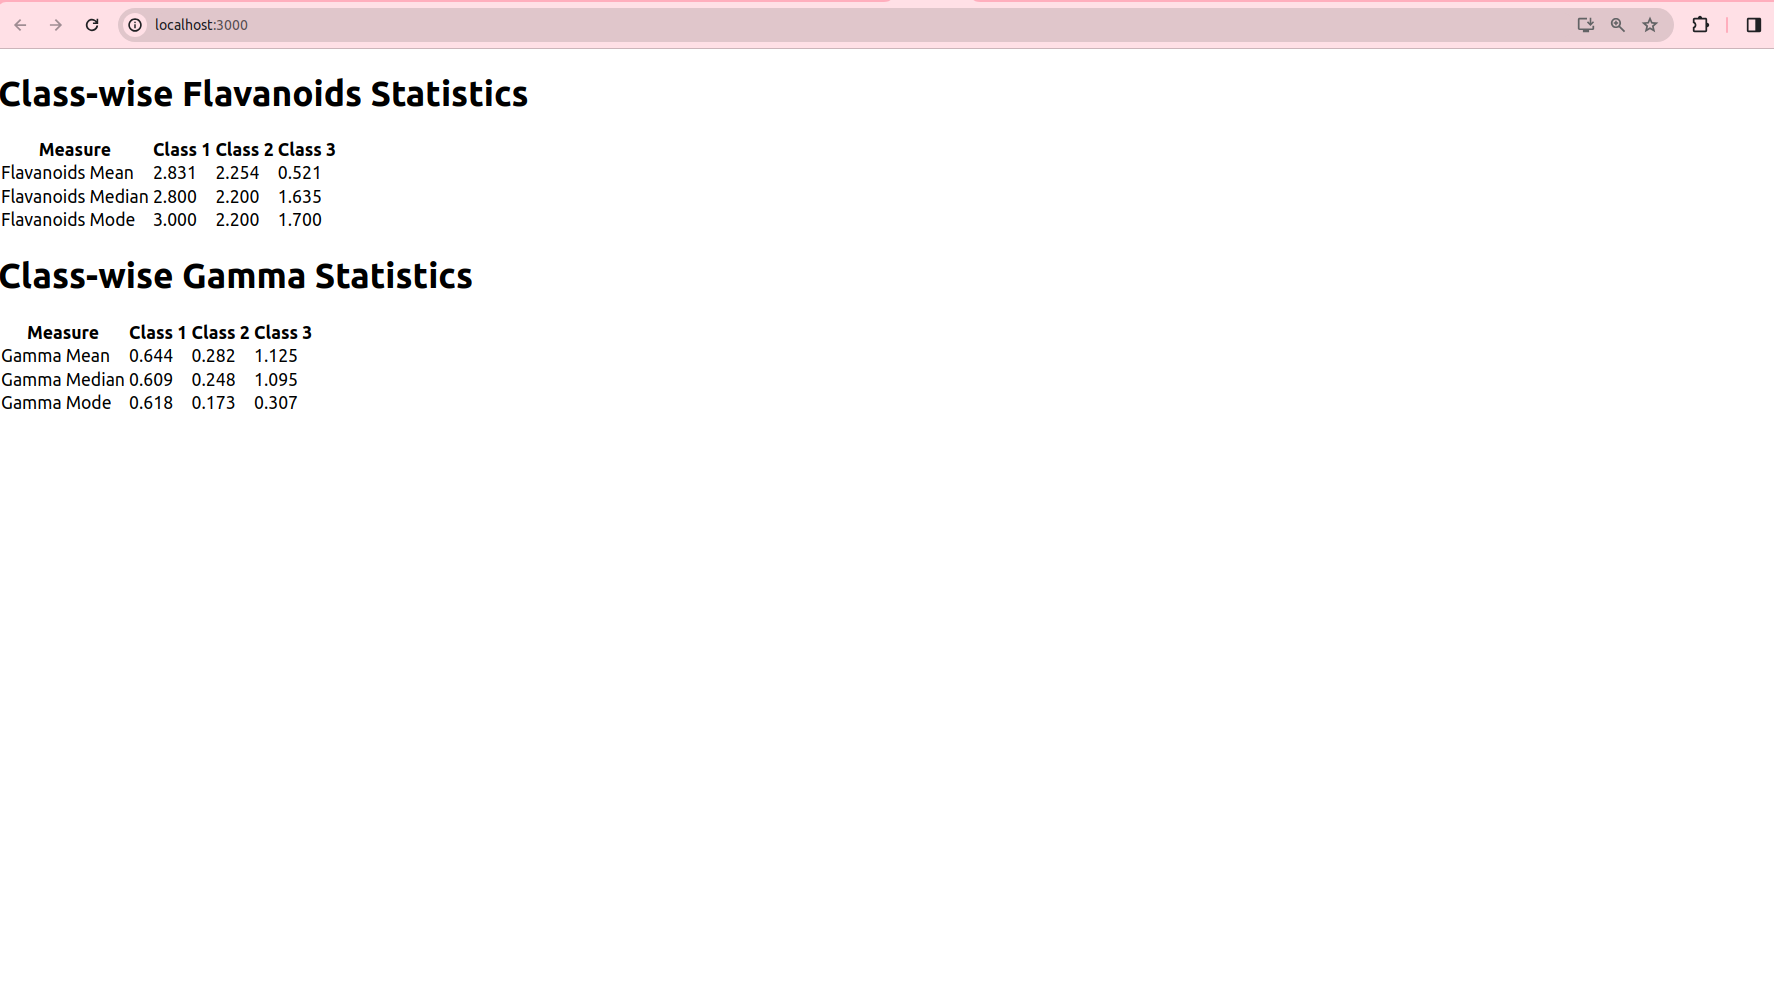 localhost:3000
Class-wise Flavanoids Statistics
Measure Class 1 Class 2 Class 3
Flavanoids Mean 2.831 2.254 0.521
Flavanoids Median 2.800 2.200 1.635
Flavanoids Mode 3.000 2.200 1.700
Class-wise Gamma Statistics
Measure Class 1 Class 2 Class 3
Gamma Mean 0.644 0.282 1.125
Gamma Median 0.609 0.248 1.095
Gamma Mode 0.618 0.173 0.307